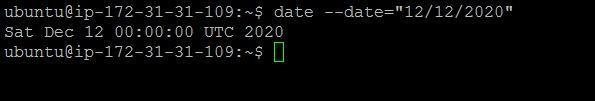 ubuntu@ip-172-31-31-109:~$ date --date="12/12/2020"
Sat Dec 12 00:00:00 UTC 2020
ubuntu@ip-172-31-31-109:~$